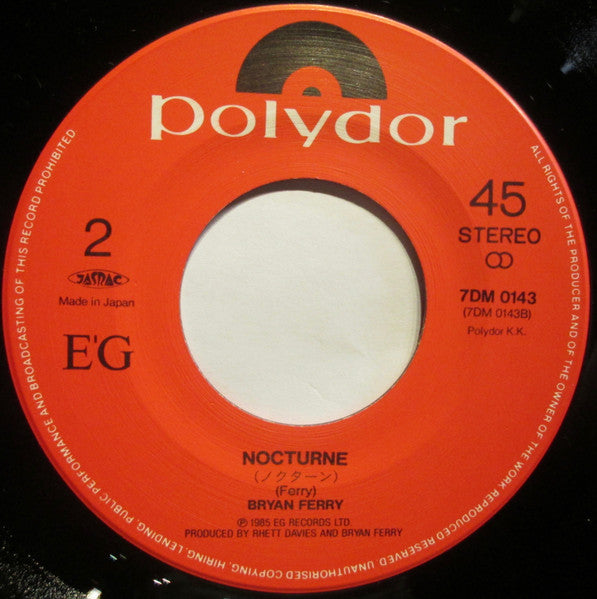 polydor
45
STEREO
2
JASRAC
Made in Japan
E'G
7DM 0143
(7DM 0143B)
Polydor K.K.
NOCTURNE
(ノクターン)
(Ferry)
BRYAN FERRY
℗ 1985 EG RECORDS LTD.
PRODUCED BY RHETT DAVIES AND BRYAN FERRY
ALL RIGHTS OF THE PRODUCER AND OF THE OWNER OF THE WORK REPRODUCED RESERVED. UNAUTHORISED COPYING, HIRING, LENDING, PUBLIC PERFORMANCE AND BROADCASTING OF THIS RECORD PROHIBITED